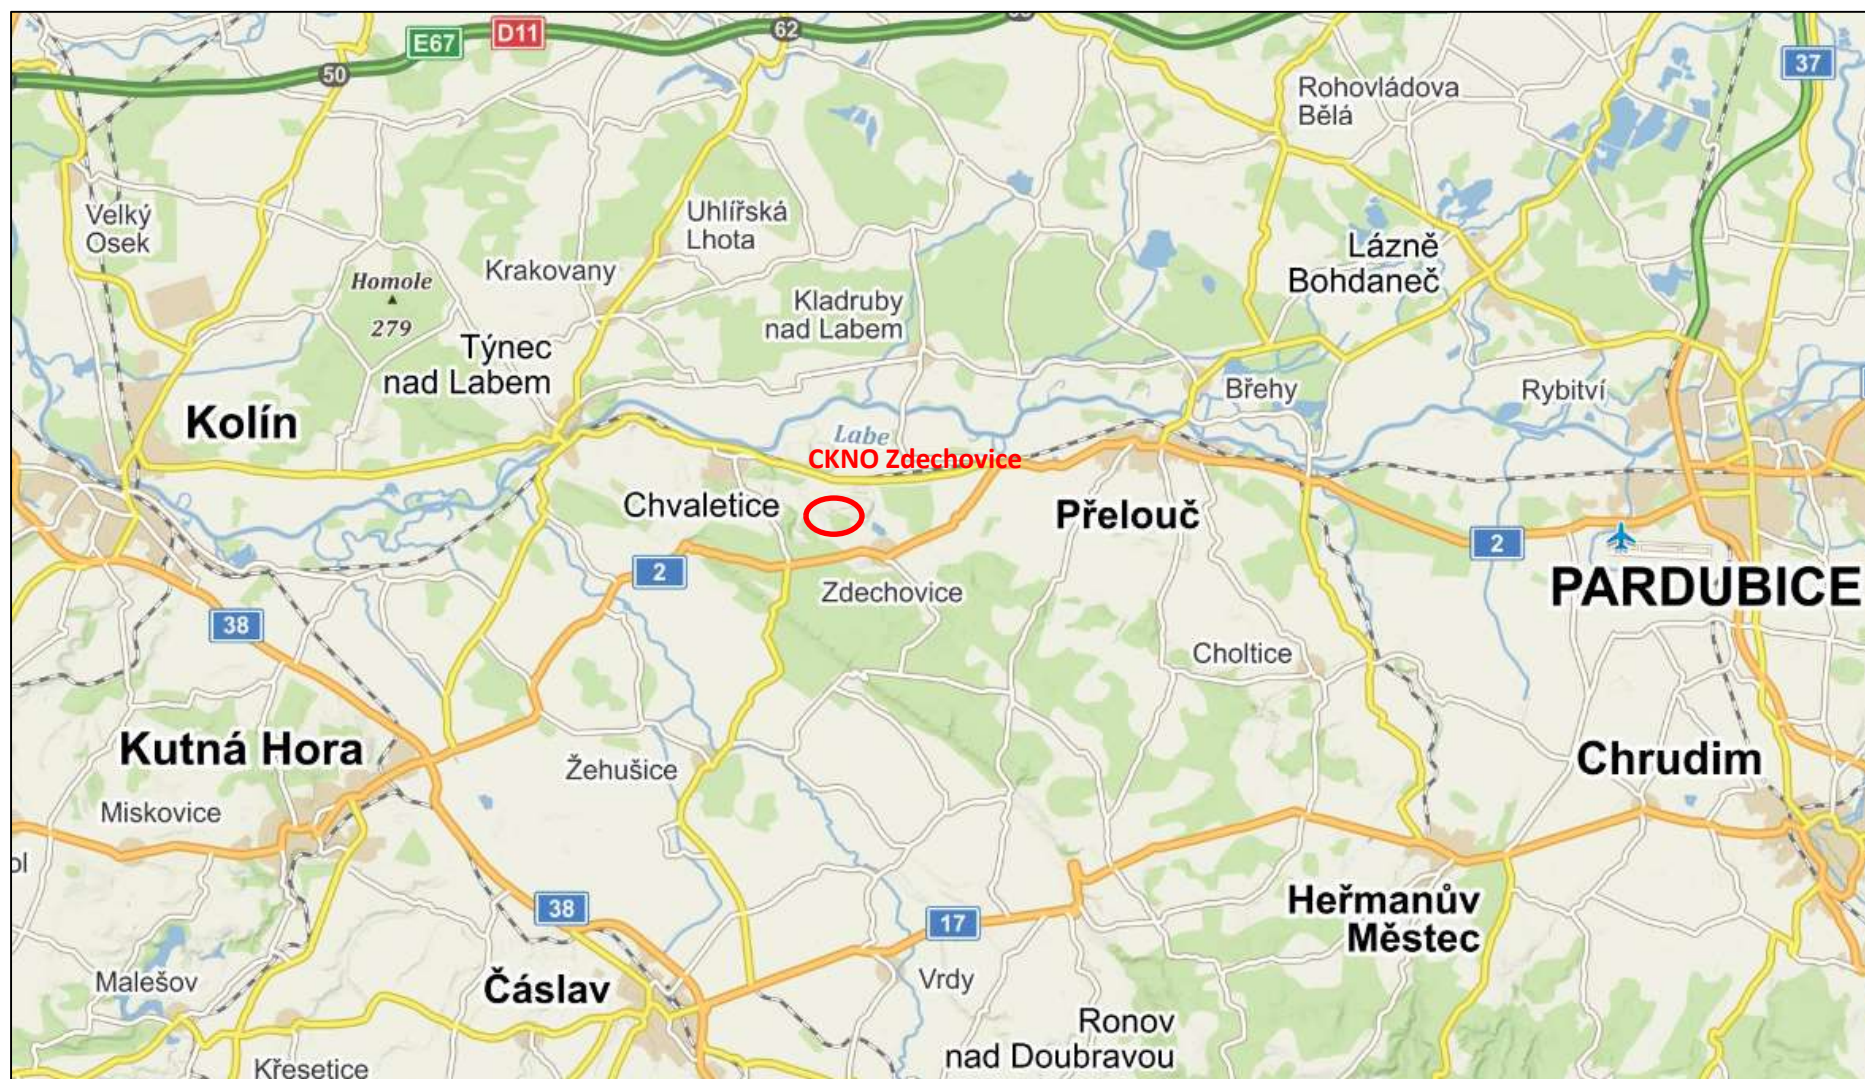 E67
D11
62
50
37
Rohovládova
Bělá
Velký
Osek
Uhlířská
Lhota
Lázně
Bohdaneč
Homole
279
Krakovany
Kladruby
nad Labem
Týnec
nad Labem
Břehy
Rybitví
Kolín
Labe
CKNO Zdechovice
Chvaletice
Přelouč
2
2
PARDUBICE
Zdechovice
38
Choltice
Kutná Hora
Žehušice
Chrudim
Miskovice
38
17
Heřmanův
Městec
Malešov
Čáslav
Vrdy
Ronov
nad Doubravou
Křesetice